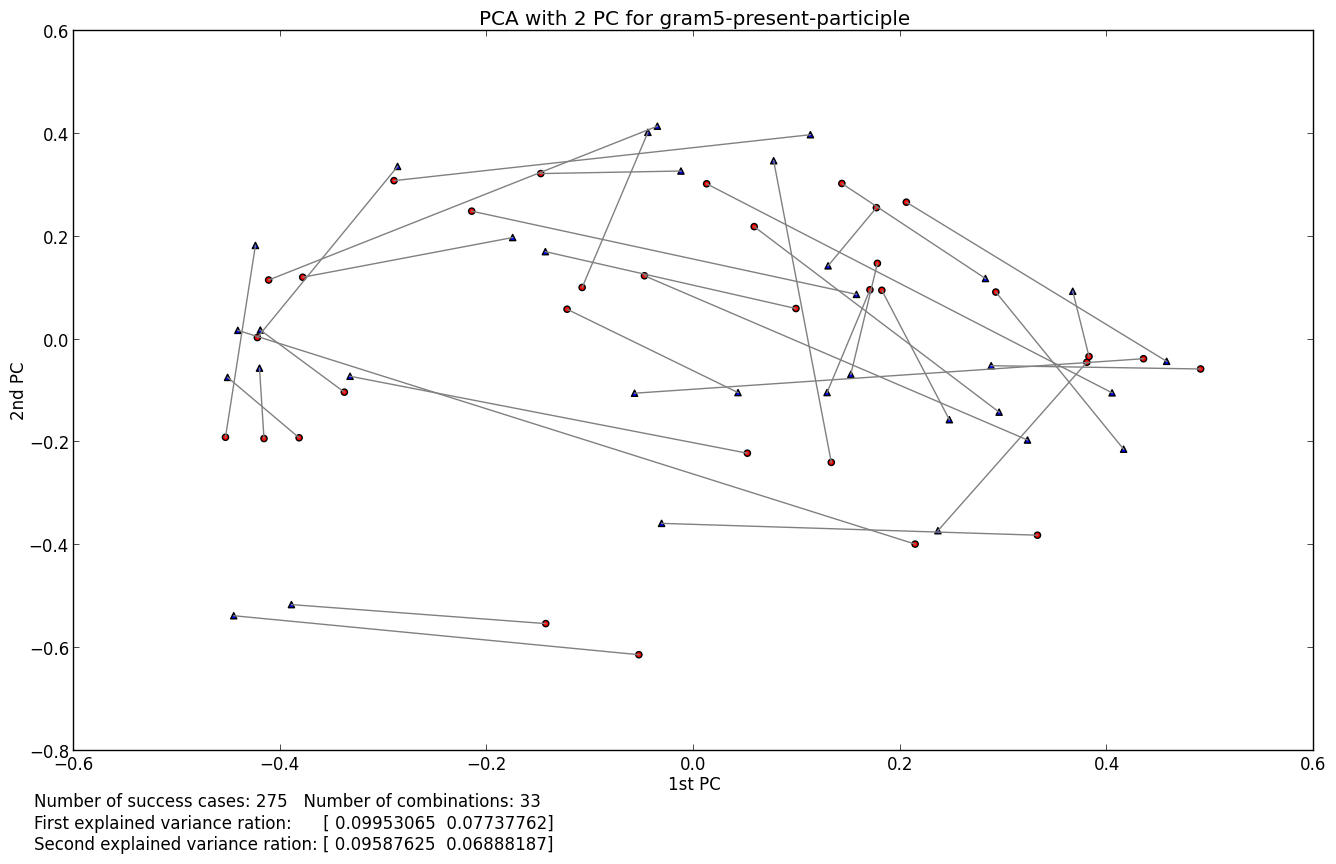 PCA with 2 PC for gram5-present-participle
0.6
0.4
0.2
0.0
−0.2
−0.4
−0.6
−0.8
2nd PC
−0.6 −0.4 −0.2 0.0 0.2 0.4 0.6
1st PC
Number of success cases: 275   Number of combinations: 33
First explained variance ration:      [ 0.09953065  0.07737762]
Second explained variance ration: [ 0.09587625  0.06888187]